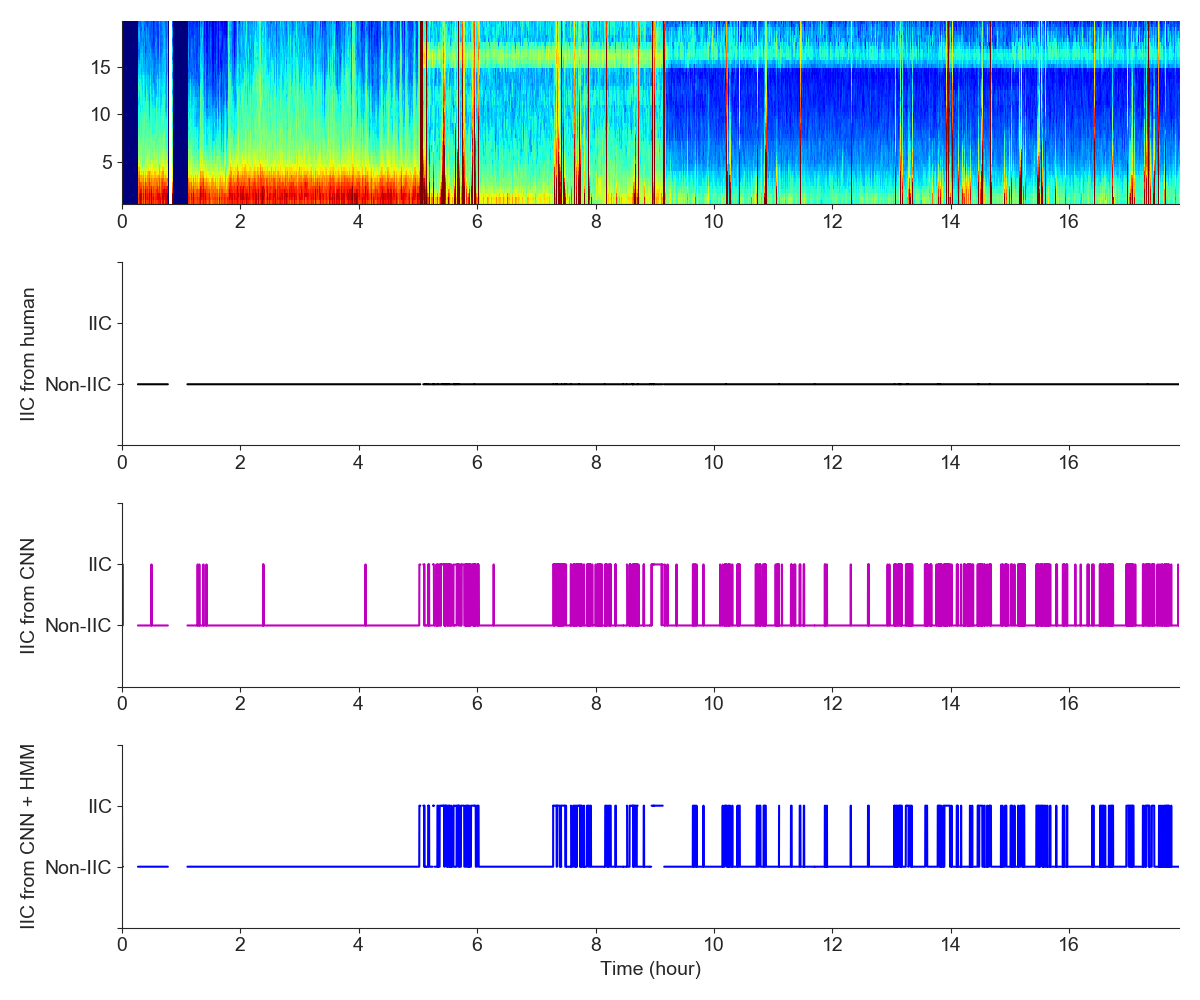 15
10
5
0 2 4 6 8 10 12 14 16
IIC from human
IIC
Non-IIC
0 2 4 6 8 10 12 14 16
IIC from CNN
IIC
Non-IIC
0 2 4 6 8 10 12 14 16
IIC from CNN + HMM
IIC
Non-IIC
0 2 4 6 8 10 12 14 16
Time (hour)